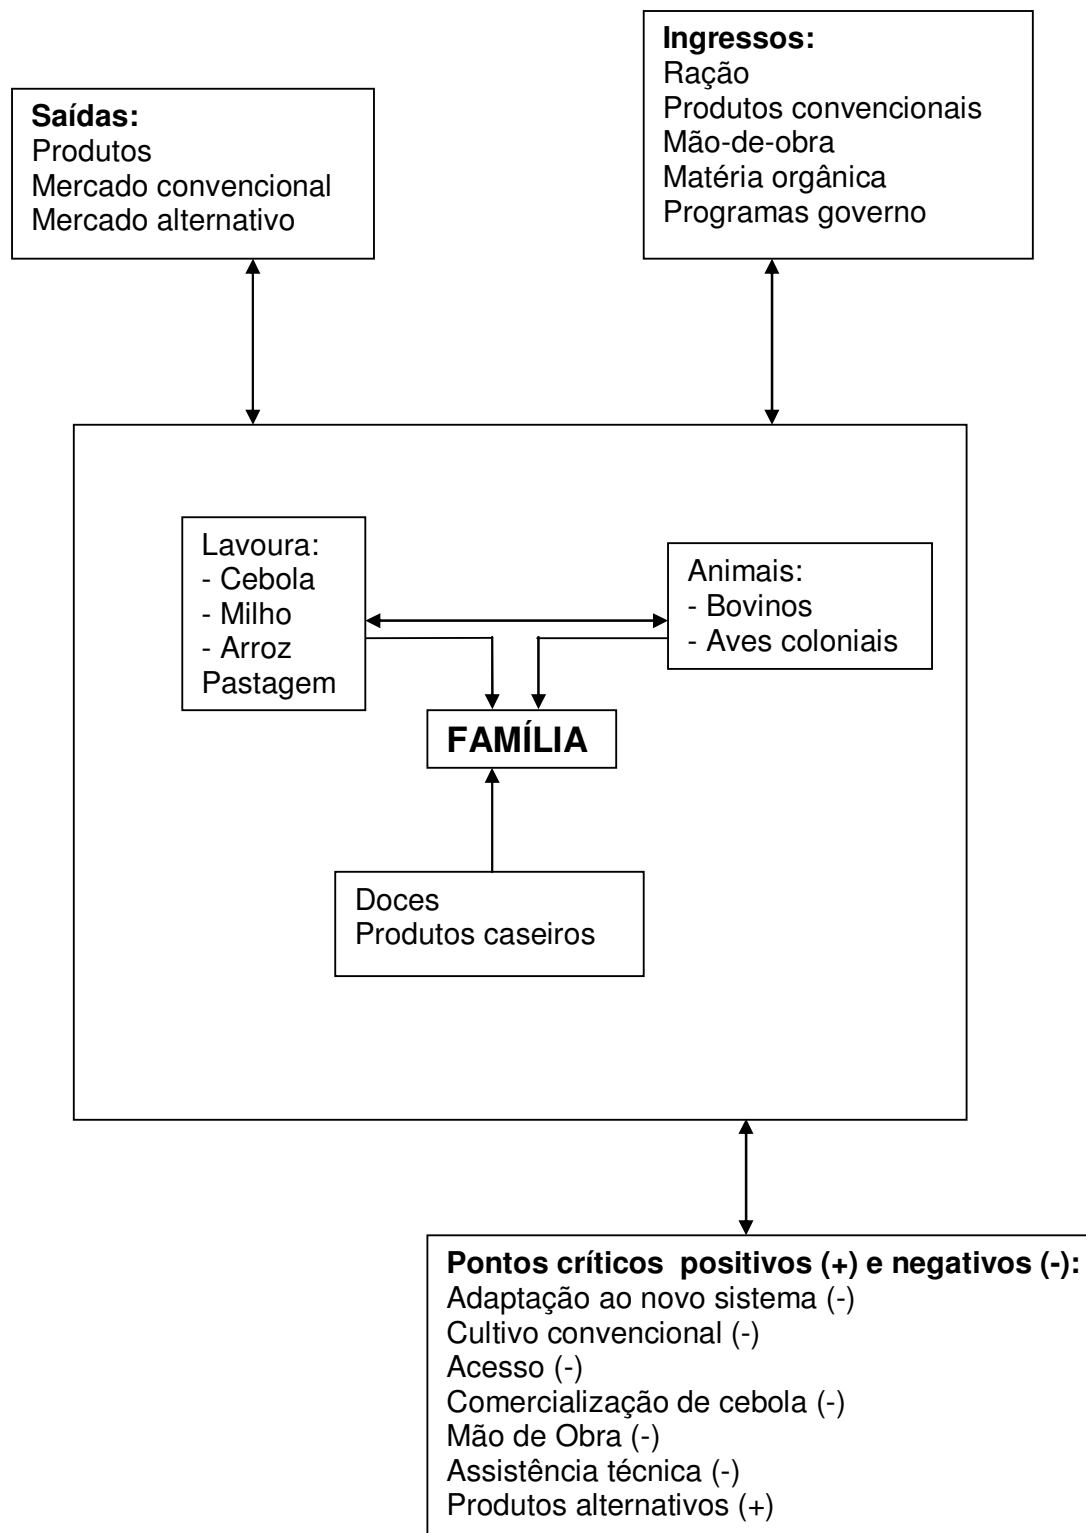 Saídas:
Produtos
Mercado convencional
Mercado alternativo
Ingressos:
Ração
Produtos convencionais
Mão-de-obra
Matéria orgânica
Programas governo
Lavoura:
- Cebola
- Milho
- Arroz
Pastagem
Animais:
- Bovinos
- Aves coloniais
FAMÍLIA
Doces
Produtos caseiros
Pontos críticos  positivos (+) e negativos (-):
Adaptação ao novo sistema (-)
Cultivo convencional (-)
Acesso (-)
Comercialização de cebola (-)
Mão de Obra (-)
Assistência técnica (-)
Produtos alternativos (+)